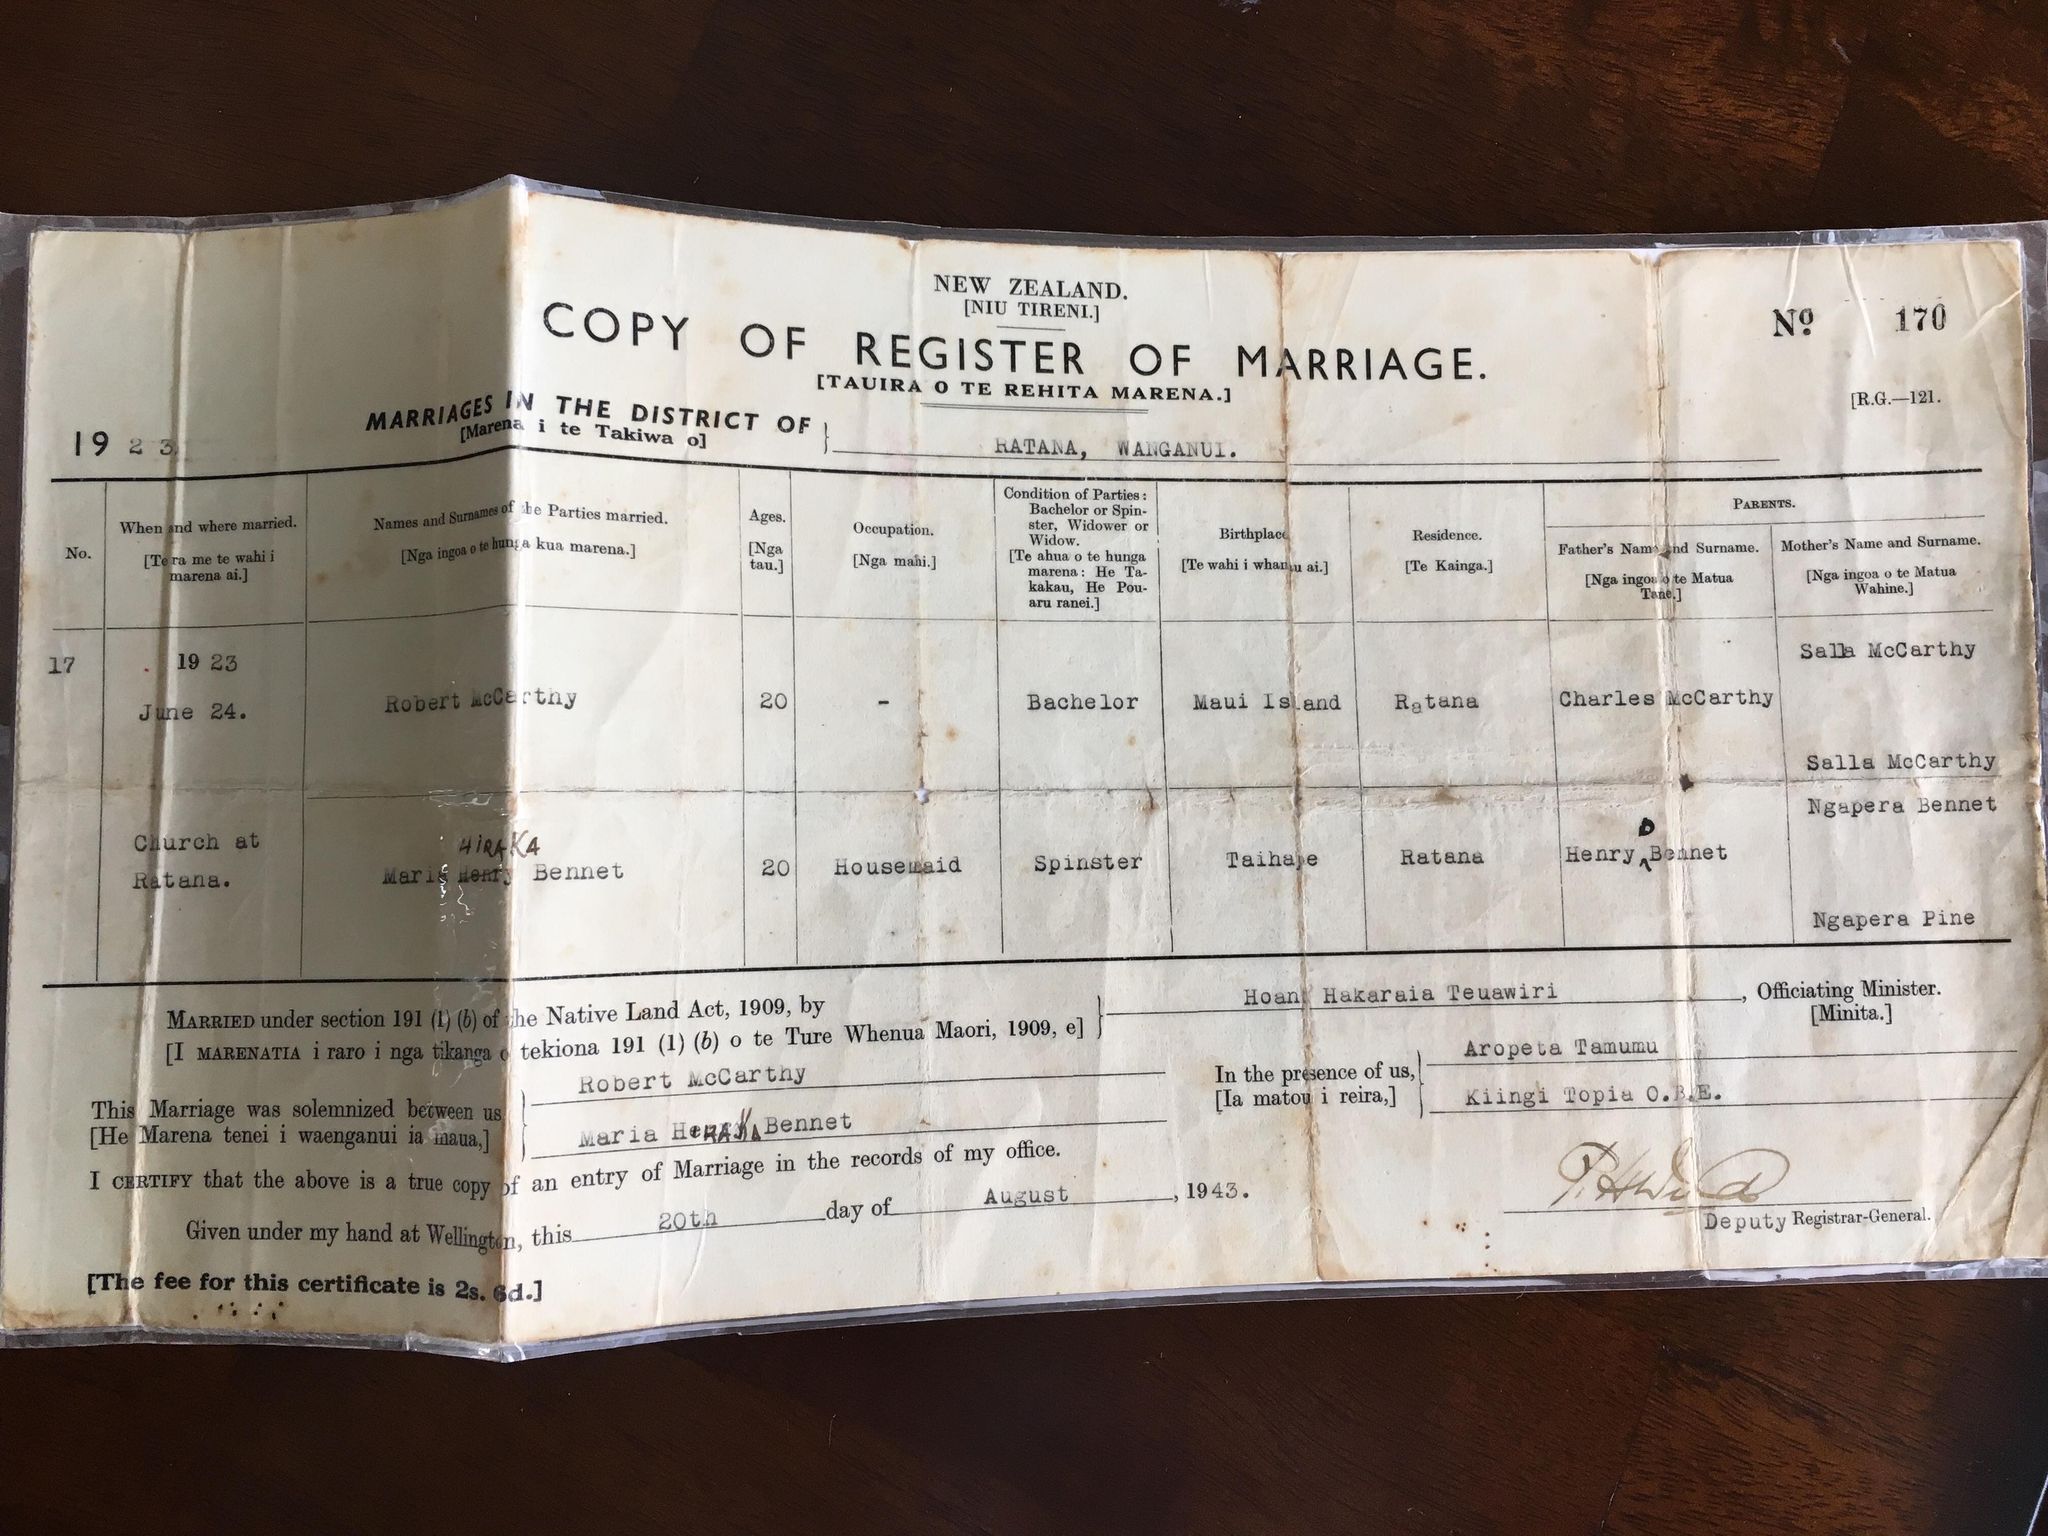 NEW ZEALAND.
[NIU TIRENI.]
Nº 170
COPY OF REGISTER OF MARRIAGE.
[TAUIRA O TE REHITA MARENA.]
[R.G.—121.
1923
MARRIAGES IN THE DISTRICT OF
[Marena i te Takiwa o]
RATANA, WANGANUI.
No.
When and where married.
[Te ra me te wahi i
marena ai.]
Names and Surnames of the Parties married.
[Nga ingoa o te hunga kua marena.]
Ages.
[Nga
tau.]
Occupation.
[Nga mahi.]
Condition of Parties:
Bachelor or Spin-
ster, Widower or
Widow.
[Te ahua o te hunga
marena: He Ta-
kakau, He Pou-
aru ranei.]
Birthplace
[Te wahi i whanau ai.]
Residence.
[Te Kainga.]
PARENTS.
Father's Name and Surname.
[Nga ingoa o te Matua
Tane.]
Mother's Name and Surname.
[Nga ingoa o te Matua
Wahine.]
17
1923
June 24.
Robert McCarthy
20
-
Bachelor
Maui Island
Ratana
Charles McCarthy
Salla McCarthy
Salla McCarthy
Church at
Ratana.
HIRAKA
Maria Henry Bennet
20
Housemaid
Spinster
Taihape
Ratana
Henry Bennet
Ngapera Bennet
Ngapera Pine
MARRIED under section 191 (1) (b) of the Native Land Act, 1909, by
[I MARENATIA i raro i nga tikanga o tekiona 191 (1) (b) o te Ture Whenua Maori, 1909, e]
Hoani Hakaraia Teuawiri, Officiating Minister.
[Minita.]
This Marriage was solemnized between us
[He Marena tenei i waenganui ia maua,]
Robert McCarthy
Maria Bennet
In the presence of us,
[Ia matou i reira,]
Aropeta Tamumu
Kiingi Topia O.B.E.
I CERTIFY that the above is a true copy of an entry of Marriage in the records of my office.
Given under my hand at Wellington, this 20th day of August, 1943.
Deputy Registrar-General.
[The fee for this certificate is 2s. 6d.]